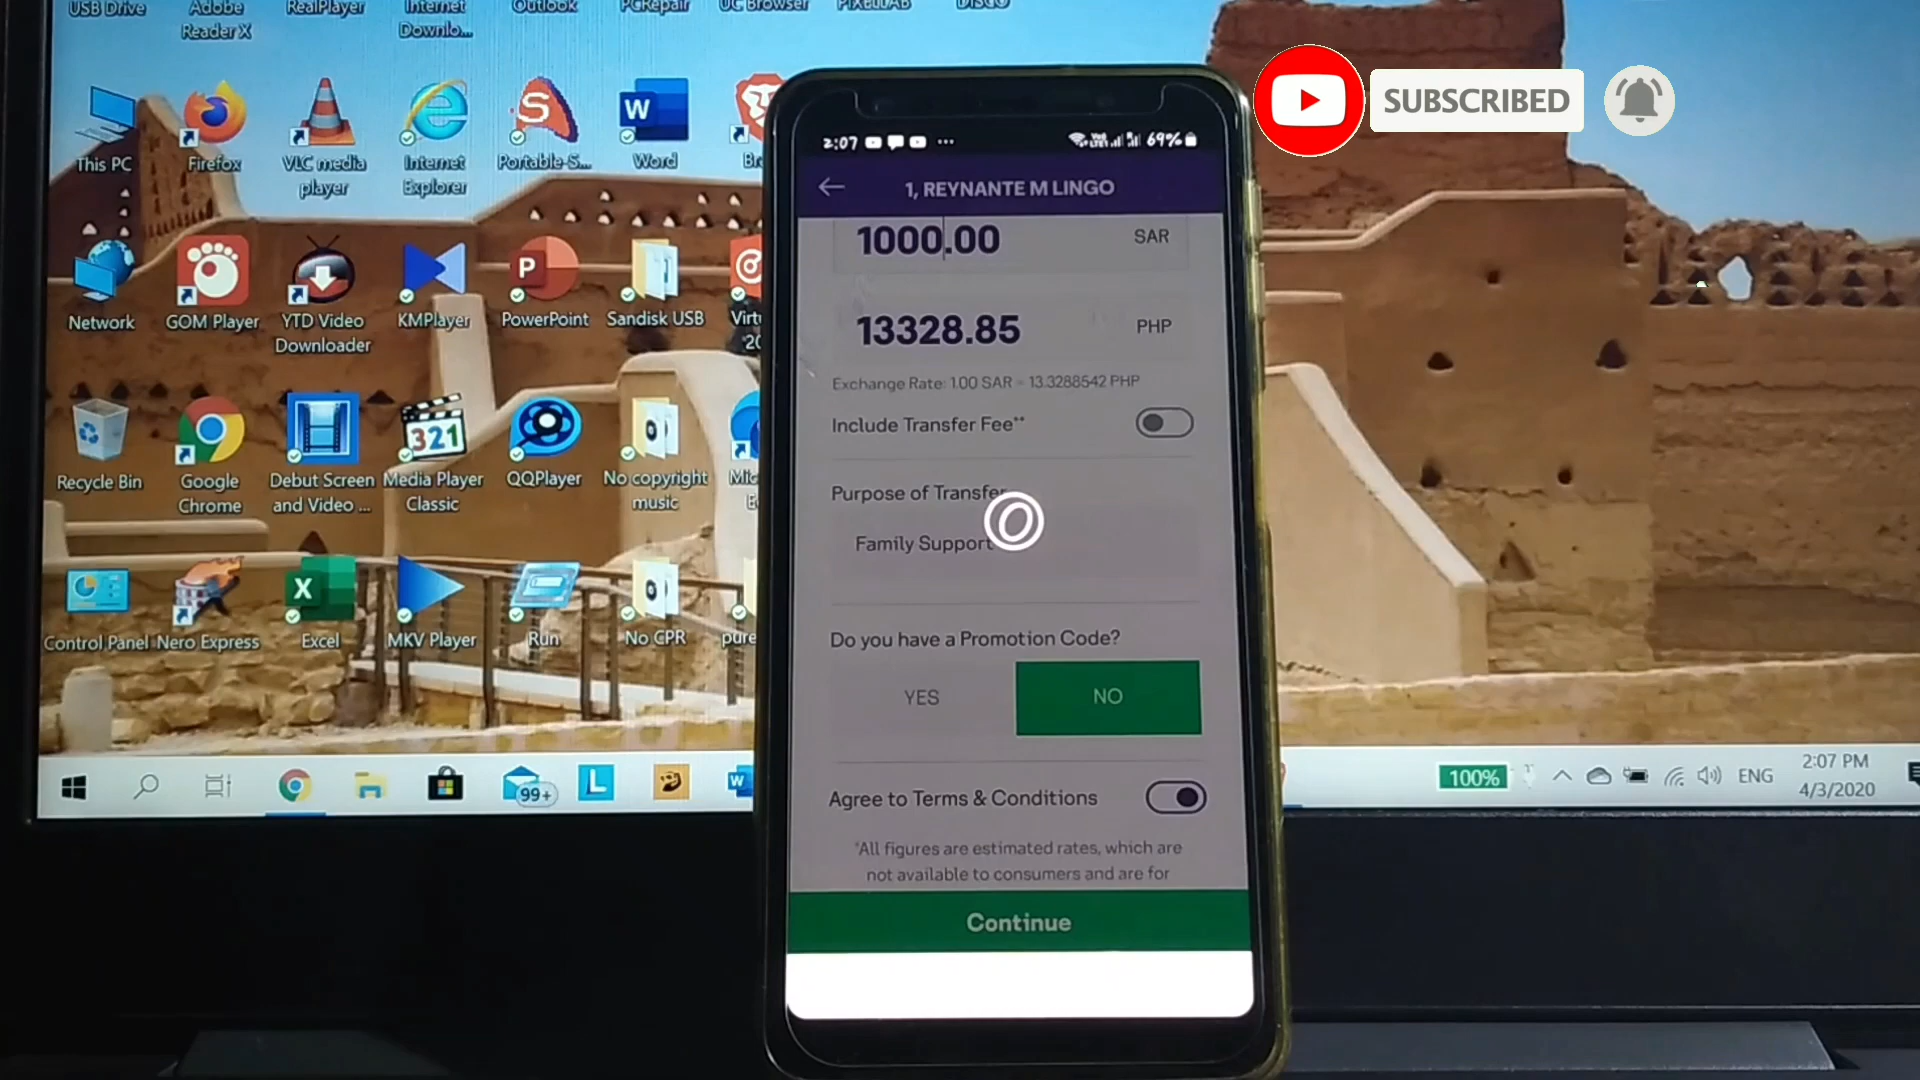 USB Drive
Adobe
Reader X
RealPlayer
Internet
Downlo...
Outlook
PCRepair
UC Browser
PIXELLAB
DISCO
This PC
Firefox
VLC media
player
Internet
Explorer
Portable-S...
Word
Network
GOM Player
YTD Video
Downloader
KMPlayer
PowerPoint
Sandisk USB
Recycle Bin
Google
Chrome
Debut Screen
and Video ...
321
Media Player
Classic
QQPlayer
No copyright
music
Control Panel
Nero Express
Excel
MKV Player
Run
No CPR
99+
2:07
69%
1, REYNANTE M LINGO
1000.00
SAR
13328.85
PHP
Exchange Rate: 1.00 SAR = 13.3288542 PHP
Include Transfer Fee**
Purpose of Transfer
Family Support
Do you have a Promotion Code?
YES
NO
Agree to Terms & Conditions
*All figures are estimated rates, which are
not available to consumers and are for
Continue
SUBSCRIBED
100%
ENG
2:07 PM
4/3/2020